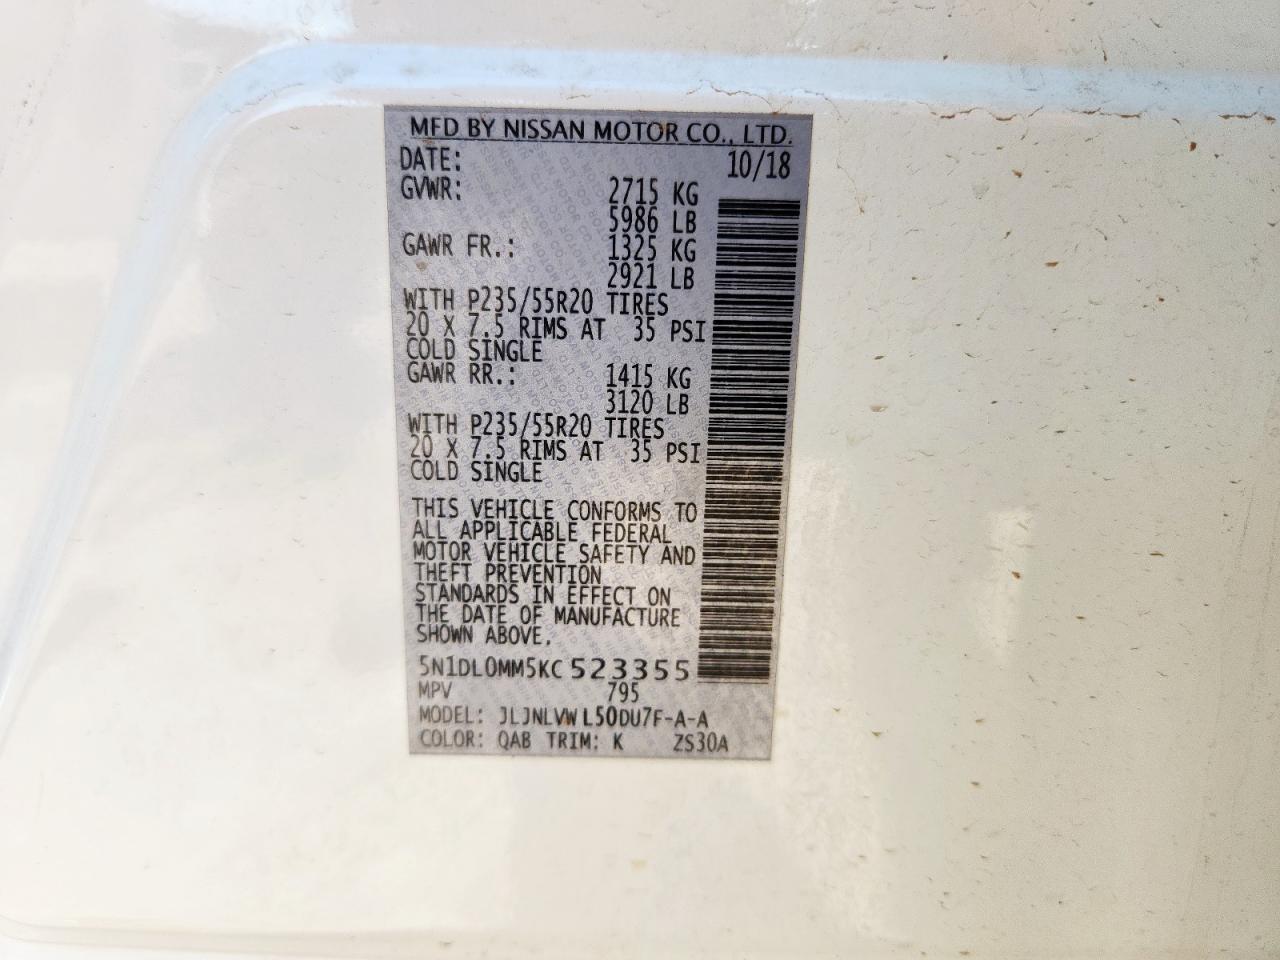 MFD BY NISSAN MOTOR CO., LTD.
DATE: 10/18
GVWR: 2715 KG
5986 LB
GAWR FR.: 1325 KG
2921 LB
WITH P235/55R20 TIRES
20 X 7.5 RIMS AT 35 PSI
COLD SINGLE
GAWR RR.: 1415 KG
3120 LB
WITH P235/55R20 TIRES
20 X 7.5 RIMS AT 35 PSI
COLD SINGLE
THIS VEHICLE CONFORMS TO
ALL APPLICABLE FEDERAL
MOTOR VEHICLE SAFETY AND
THEFT PREVENTION
STANDARDS IN EFFECT ON
THE DATE OF MANUFACTURE
SHOWN ABOVE.
5N1DL0MM5KC523355
MPV 795
MODEL: JLJNLVWL50DU7F-A-A
COLOR: QAB TRIM: K ZS30A